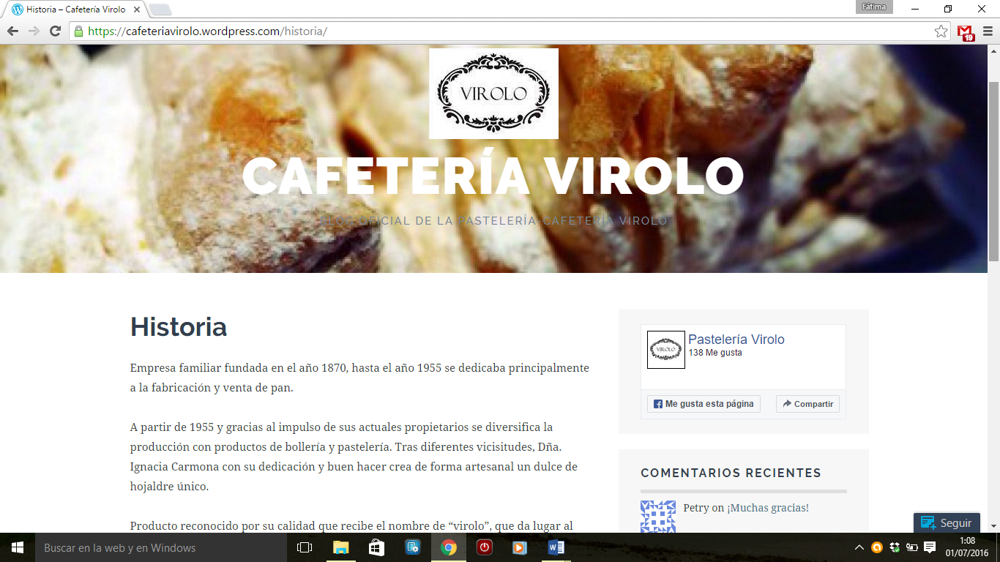 Historia – Cafetería Virolo
Fátima
https://cafeteriavirolo.wordpress.com/historia/
19
VIROLO
CAFETERÍA VIROLO
BLOG OFICIAL DE LA PASTELERÍA-CAFETERÍA VIROLO
Historia
Empresa familiar fundada en el año 1870, hasta el año 1955 se dedicaba principalmente
a la fabricación y venta de pan.
A partir de 1955 y gracias al impulso de sus actuales propietarios se diversifica la
producción con productos de bollería y pastelería. Tras diferentes vicisitudes, Dña.
Ignacia Carmona con su dedicación y buen hacer crea de forma artesanal un dulce de
hojaldre único.
Producto reconocido por su calidad que recibe el nombre de “virolo”, que da lugar al
VIROLO
Pastelería Virolo
138 Me gusta
Me gusta esta página
Compartir
COMENTARIOS RECIENTES
Petry on ¡Muchas gracias!
Seguir
Buscar en la web y en Windows
1:08
01/07/2016